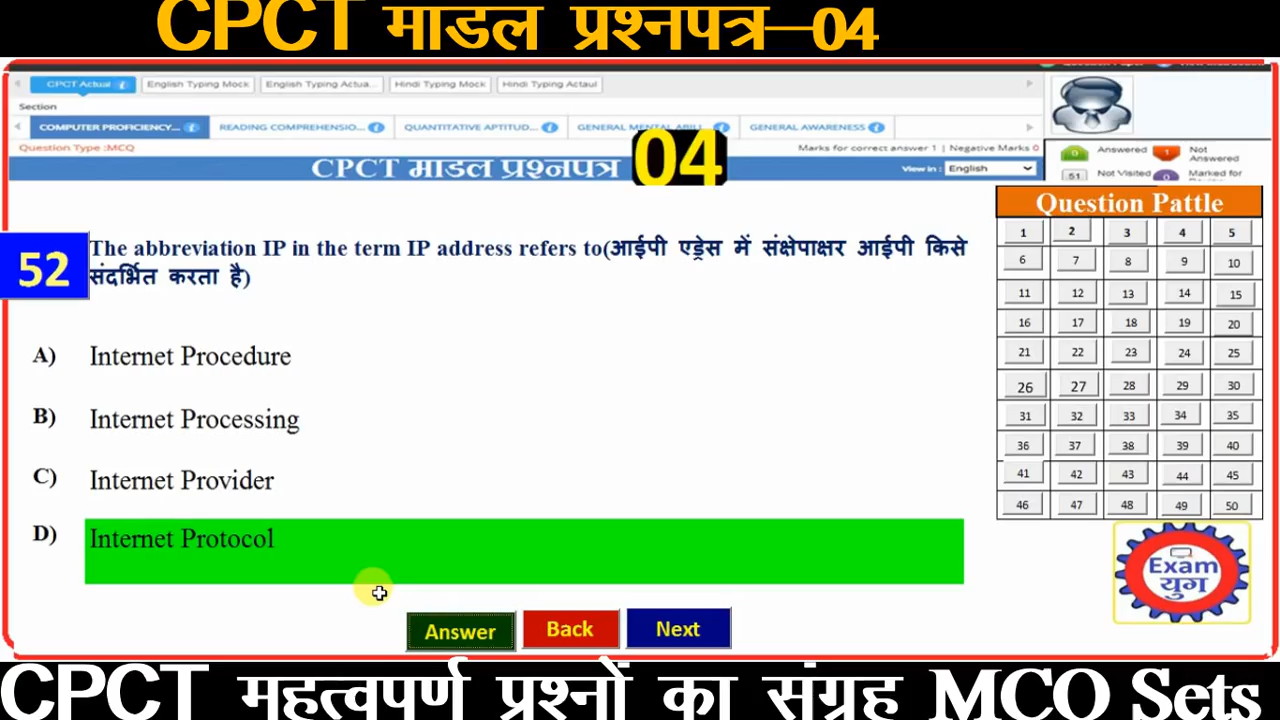 CPCT माडल प्रश्नपत्र–04
CPCT Actual English Typing Mock English Typing Actua... Hindi Typing Mock Hindi Typing Actaul
Section
COMPUTER PROFICIENCY... READING COMPREHENSIO... QUANTITATIVE APTITUD... GENERAL MENTAL ABILI... GENERAL AWARENESS
Question Type :MCQ Marks for correct answer 1 | Negative Marks 0
CPCT माडल प्रश्नपत्र 04 View in : English
0 Answered 1 Not Answered
51 Not Visited 0 Marked for
Question Pattle
1 2 3 4 5
6 7 8 9 10
11 12 13 14 15
16 17 18 19 20
21 22 23 24 25
26 27 28 29 30
31 32 33 34 35
36 37 38 39 40
41 42 43 44 45
46 47 48 49 50
52 The abbreviation IP in the term IP address refers to(आईपी एड्रेस में संक्षेपाक्षर आईपी किसे
संदर्भित करता है)
A) Internet Procedure
B) Internet Processing
C) Internet Provider
D) Internet Protocol
Exam
युग
Answer Back Next
CPCT महत्वपर्ण प्रश्नों का संग्रह MCQ Sets